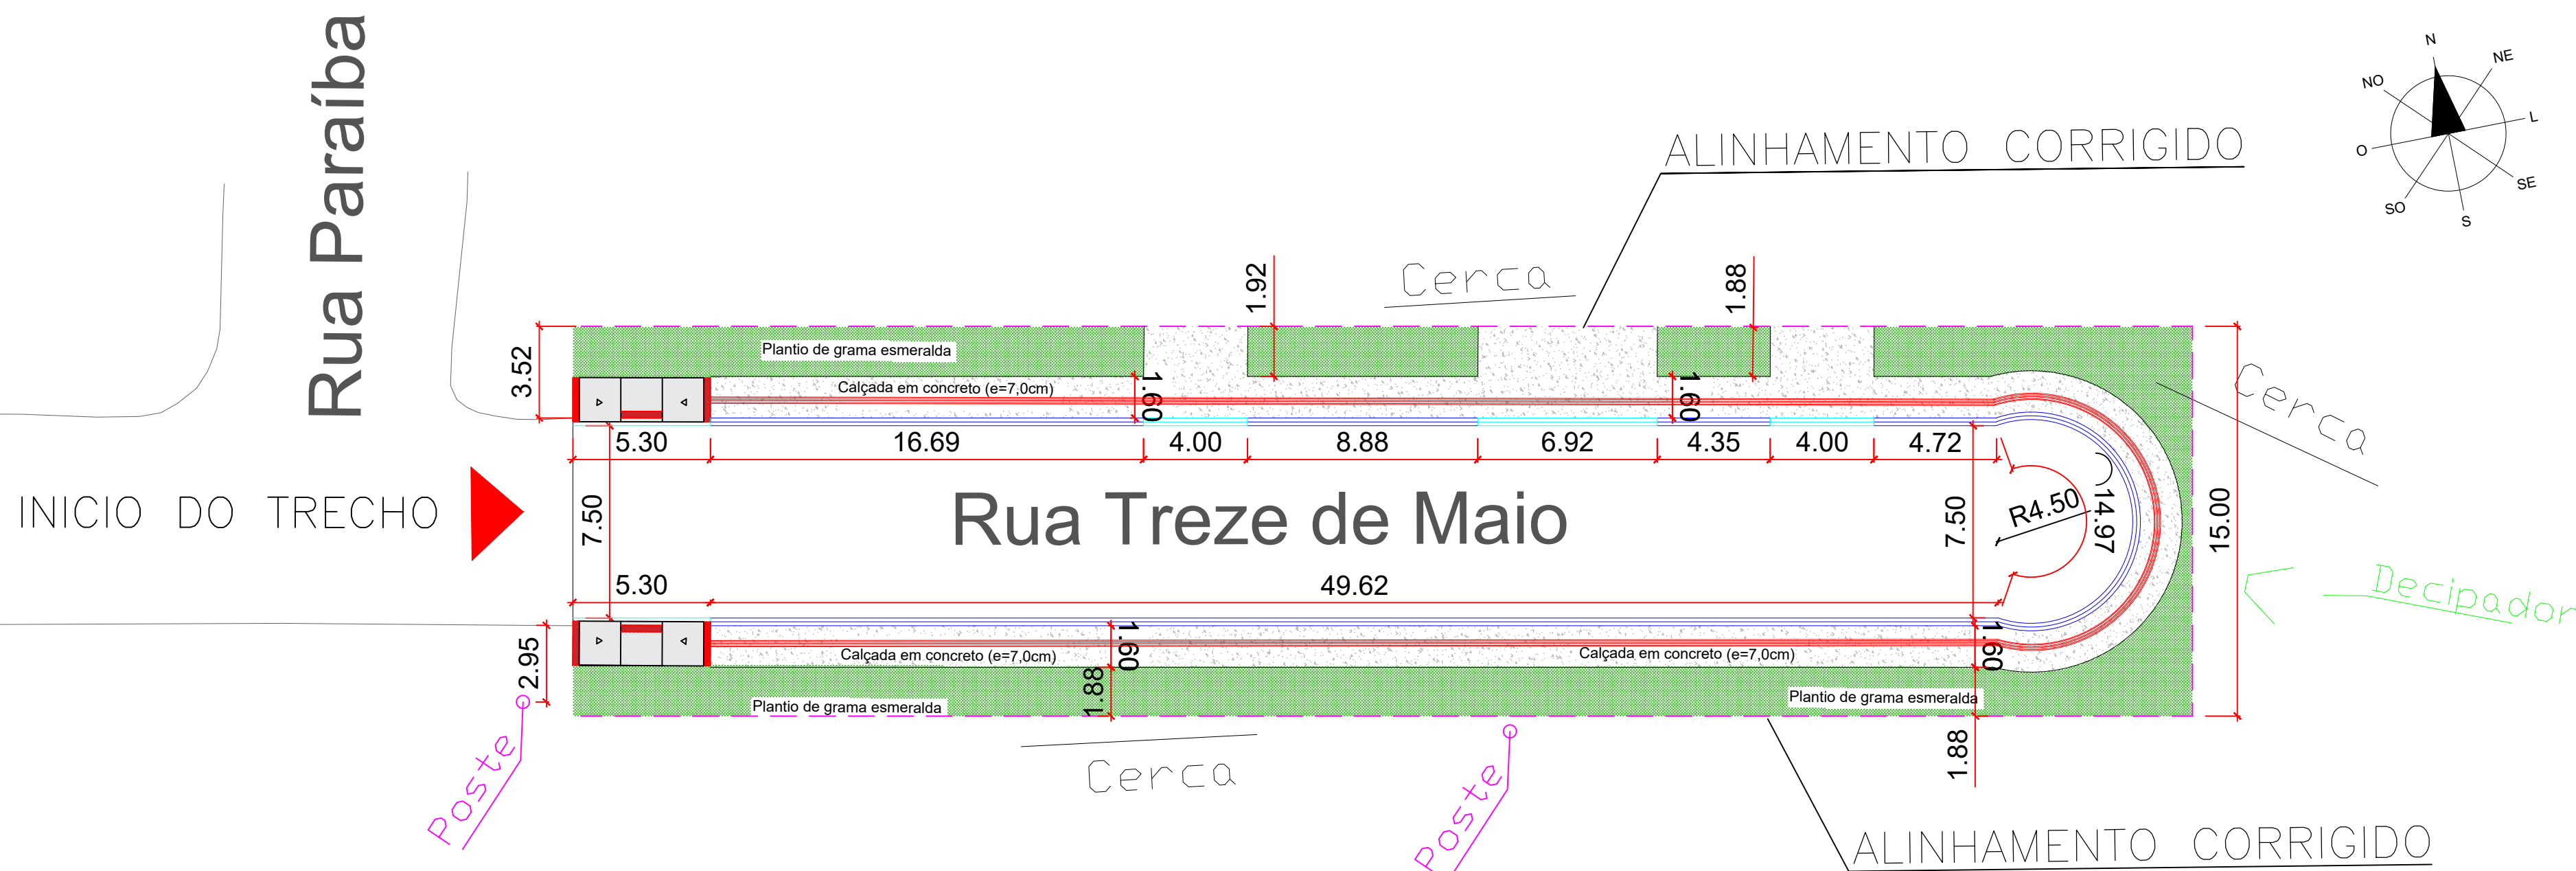 Rua Paraíba
N
NE
NO
L
O
SE
SO
S
ALINHAMENTO CORRIGIDO
Cerca
1.92
1.88
3.52
Plantio de grama esmeralda
Calçada em concreto (e=7,0cm)
1.60
1.60
Cerca
5.30
16.69
4.00
8.88
6.92
4.35
4.00
4.72
INICIO DO TRECHO
7.50
Rua Treze de Maio
7.50
R4.50
14.97
15.00
5.30
49.62
Decipador
2.95
Calçada em concreto (e=7,0cm)
1.60
Calçada em concreto (e=7,0cm)
1.60
1.88
Plantio de grama esmeralda
Plantio de grama esmeralda
1.88
Poste
Cerca
Poste
ALINHAMENTO CORRIGIDO